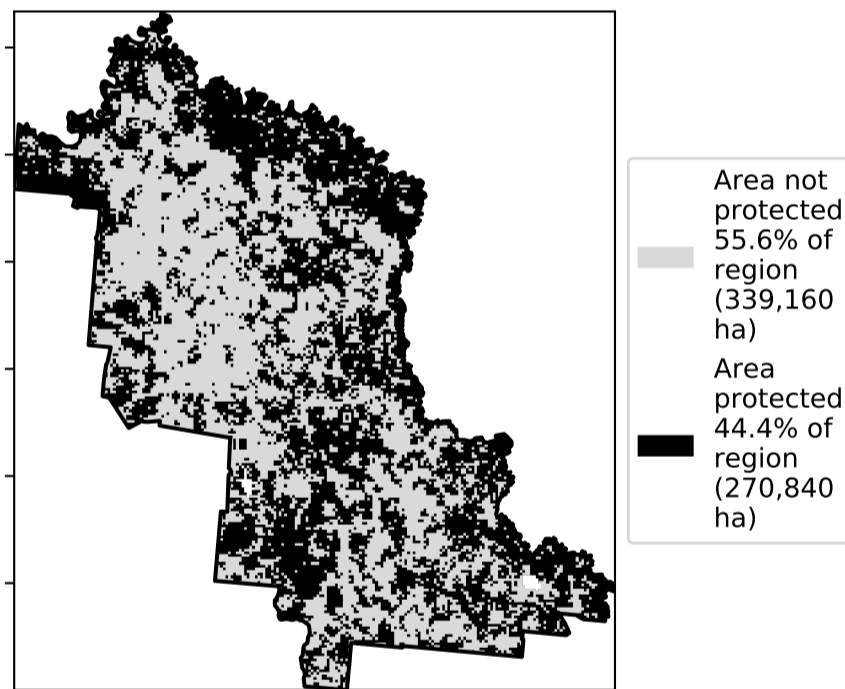 Area not
protected
55.6% of
region
(339,160
ha)
Area
protected
44.4% of
region
(270,840
ha)